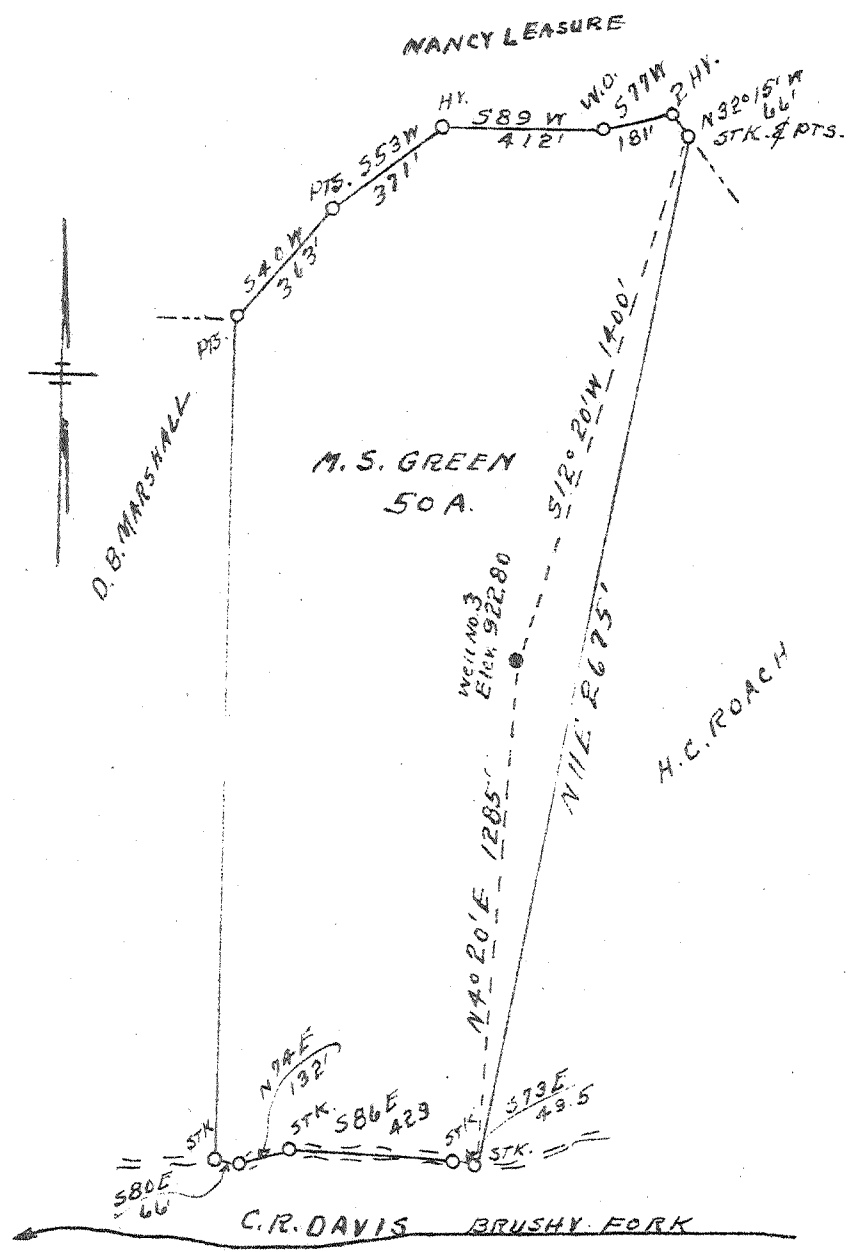 NANCY LEASURE
HY.
S89 W
412'
W.O.
S77W
181'
2 HY.
N32°15'W
66'
STK. & PTS.
PTS.
S53W
371'
S40W
363'
PTS.
D.B. MARSHALL
M.S. GREEN
50 A.
S12°20'W 1400'
Well No. 3
Elev. 922.80
N11E 2675'
H.C. ROACH
N4°20'E 1285'
N74E
132'
STK.
STK.
S86E
429
STK.
S73E
49.5
STK.
S80E
66'
C.R. DAVIS BRUSHY FORK